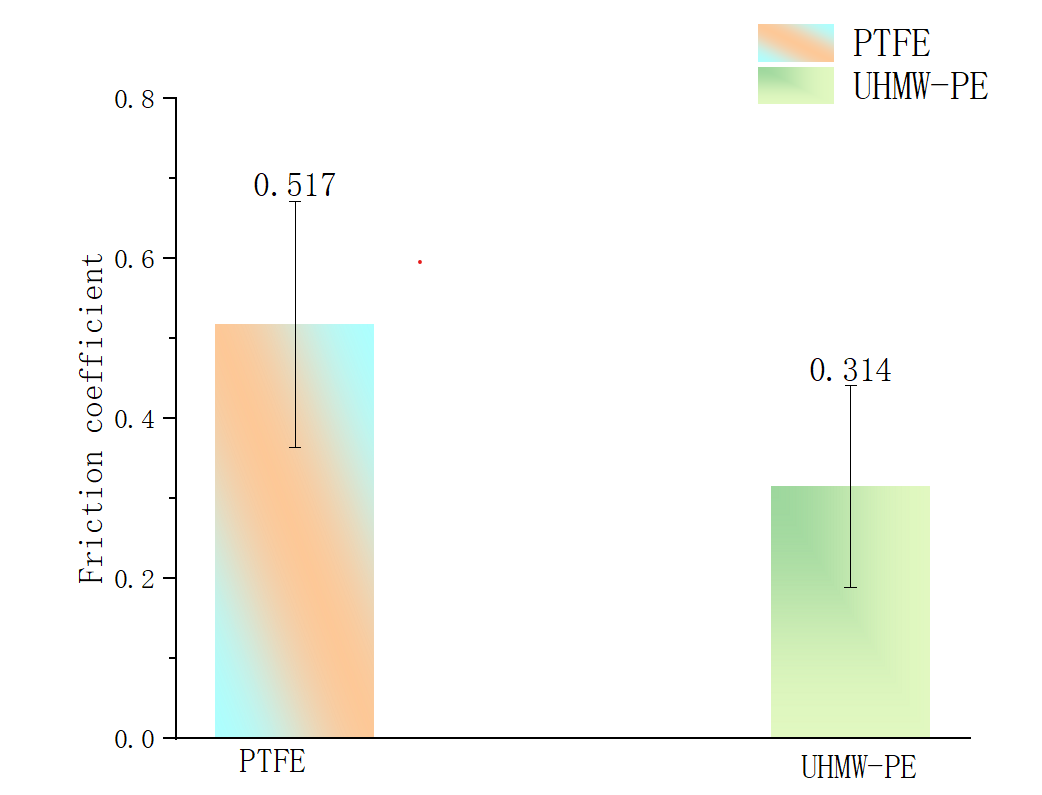 PTFE
UHMW-PE
0.8
0.517
0.6
0.314
0.4
0.2
0.0
Friction coefficient
PTFE
UHMW-PE